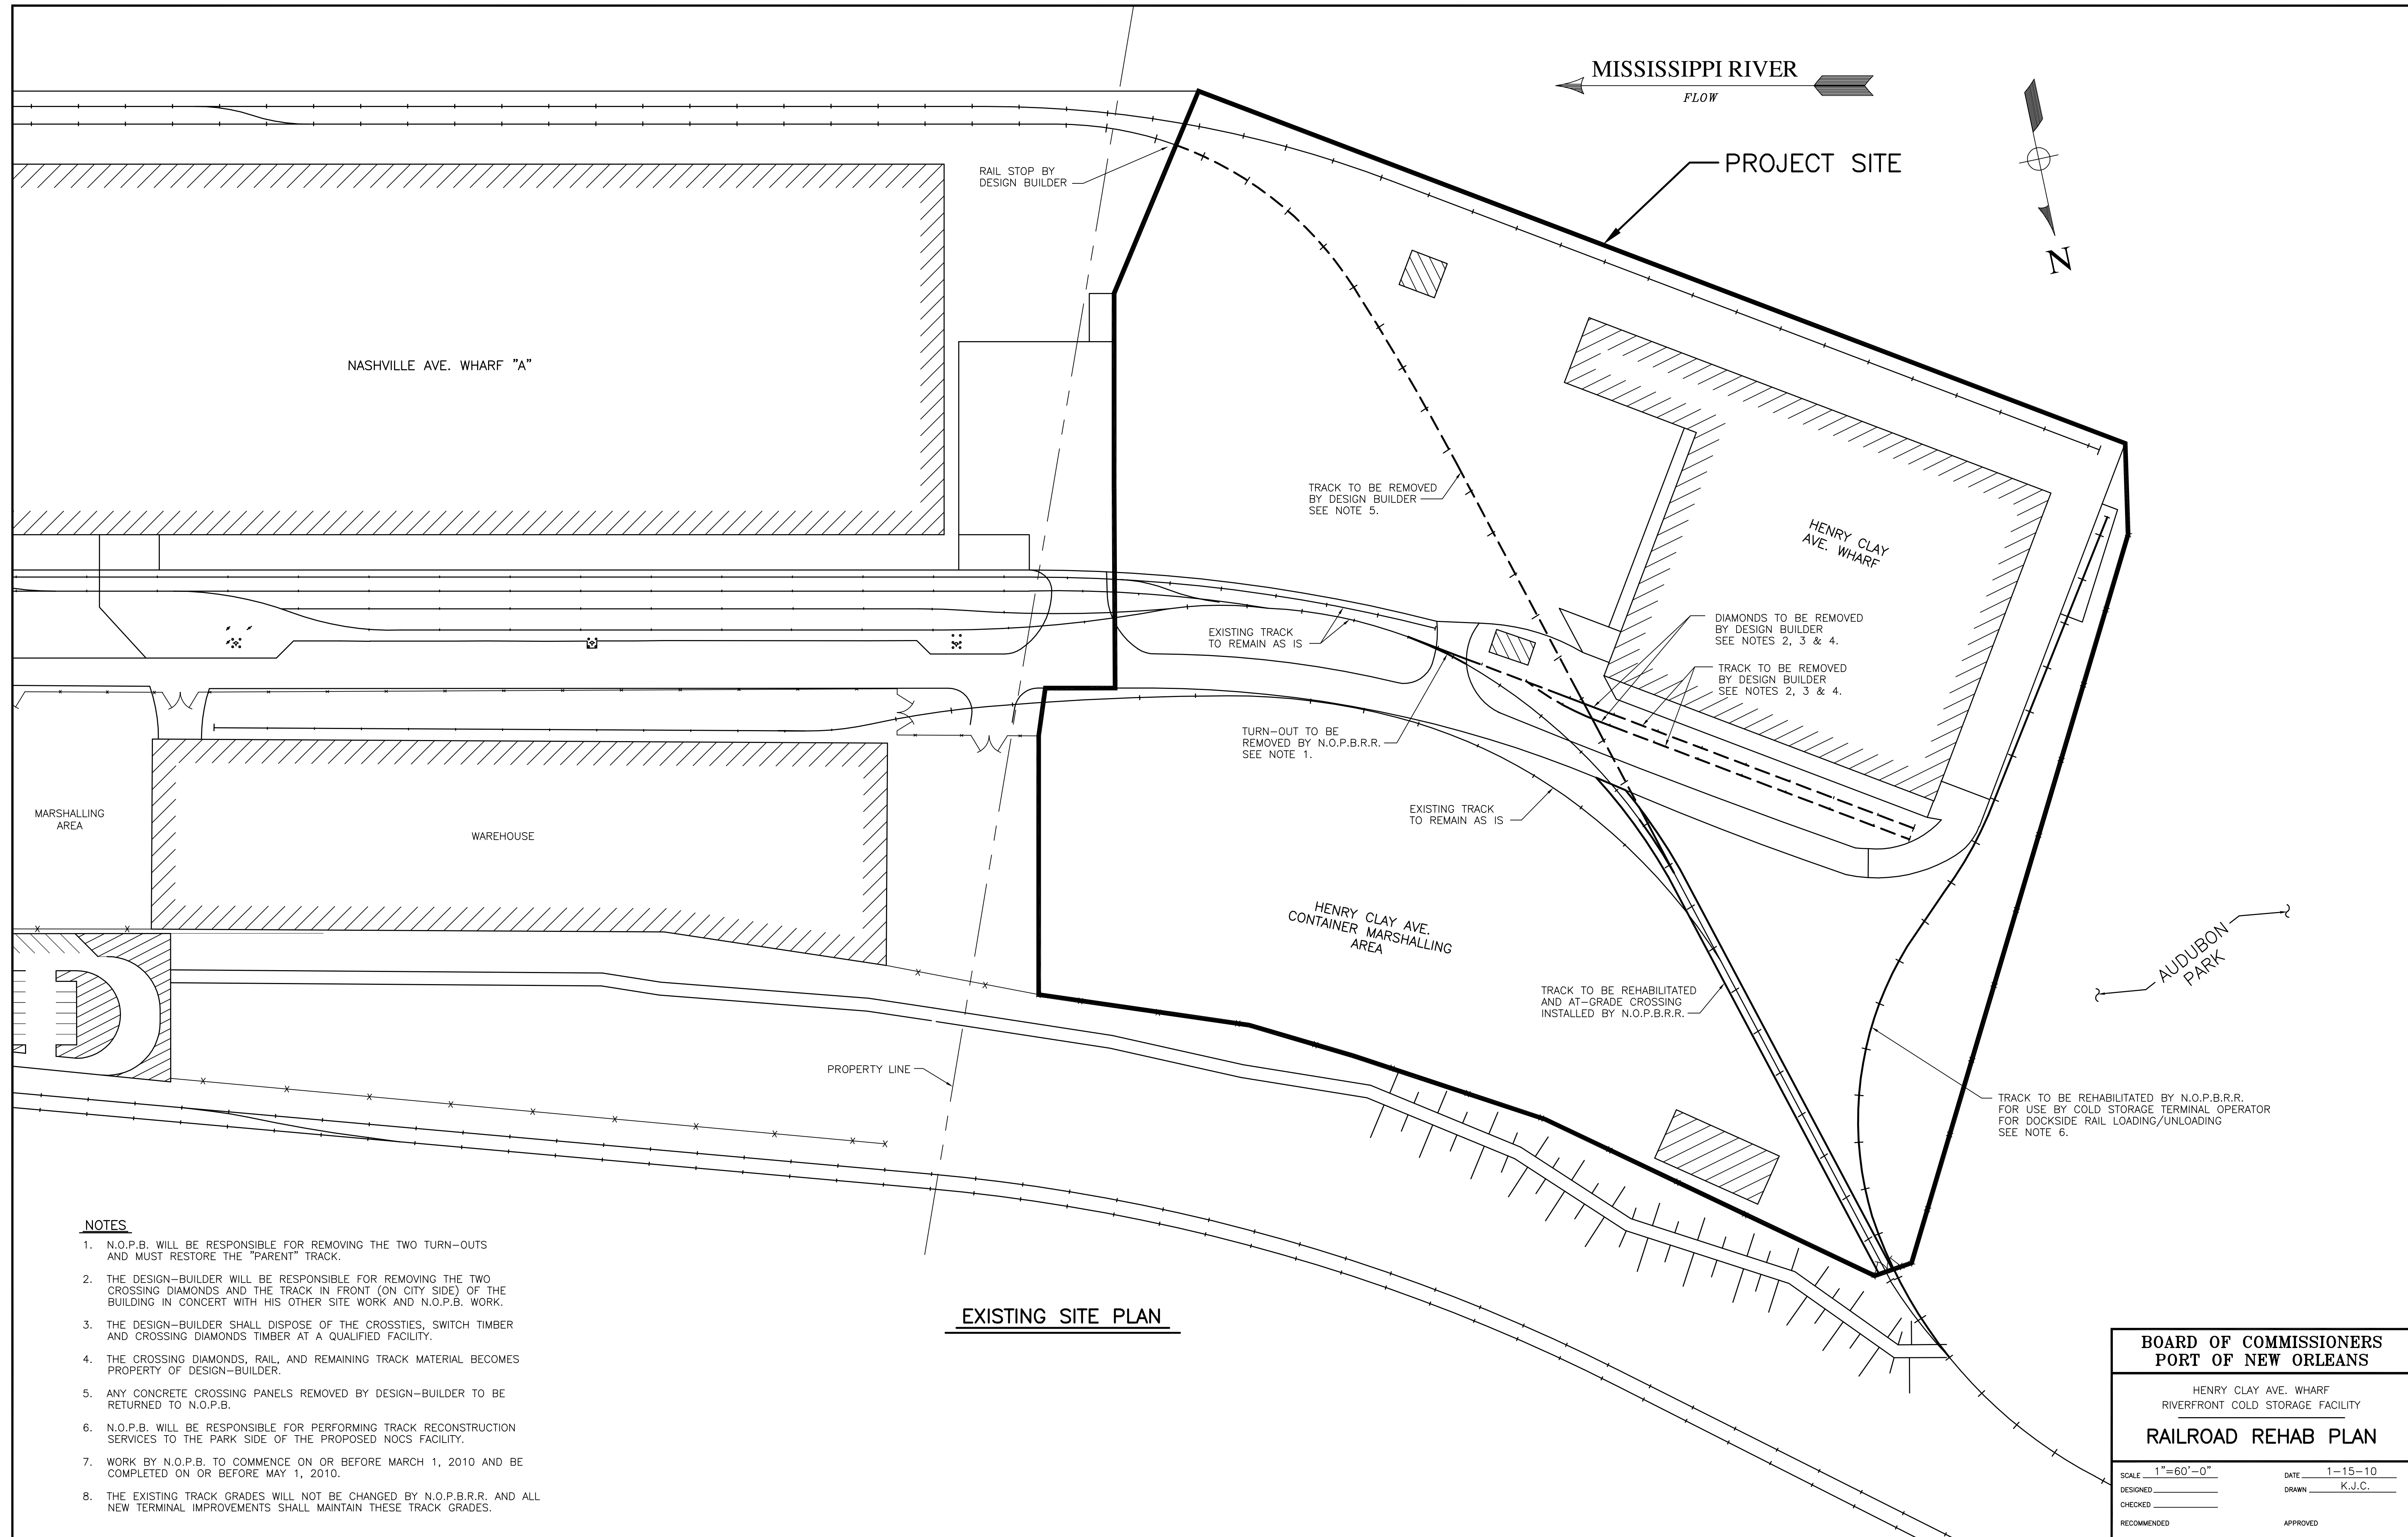 MISSISSIPPI RIVER
FLOW
PROJECT SITE
N
RAIL STOP BY
DESIGN BUILDER
NASHVILLE AVE. WHARF "A"
TRACK TO BE REMOVED
BY DESIGN BUILDER
SEE NOTE 5.
HENRY CLAY
AVE. WHARF
DIAMONDS TO BE REMOVED
BY DESIGN BUILDER
SEE NOTES 2, 3 & 4.
EXISTING TRACK
TO REMAIN AS IS
TRACK TO BE REMOVED
BY DESIGN BUILDER
SEE NOTES 2, 3 & 4.
TURN-OUT TO BE
REMOVED BY N.O.P.B.R.R.
SEE NOTE 1.
EXISTING TRACK
TO REMAIN AS IS
MARSHALLING
AREA
WAREHOUSE
HENRY CLAY AVE.
CONTAINER MARSHALLING
AREA
AUDUBON
PARK
TRACK TO BE REHABILITATED
AND AT-GRADE CROSSING
INSTALLED BY N.O.P.B.R.R.
PROPERTY LINE
TRACK TO BE REHABILITATED BY N.O.P.B.R.R.
FOR USE BY COLD STORAGE TERMINAL OPERATOR
FOR DOCKSIDE RAIL LOADING/UNLOADING
SEE NOTE 6.
NOTES
1. N.O.P.B. WILL BE RESPONSIBLE FOR REMOVING THE TWO TURN-OUTS
AND MUST RESTORE THE "PARENT" TRACK.
2. THE DESIGN-BUILDER WILL BE RESPONSIBLE FOR REMOVING THE TWO
CROSSING DIAMONDS AND THE TRACK IN FRONT (ON CITY SIDE) OF THE
BUILDING IN CONCERT WITH HIS OTHER SITE WORK AND N.O.P.B. WORK.
3. THE DESIGN-BUILDER SHALL DISPOSE OF THE CROSSTIES, SWITCH TIMBER
AND CROSSING DIAMONDS TIMBER AT A QUALIFIED FACILITY.
4. THE CROSSING DIAMONDS, RAIL, AND REMAINING TRACK MATERIAL BECOMES
PROPERTY OF DESIGN-BUILDER.
5. ANY CONCRETE CROSSING PANELS REMOVED BY DESIGN-BUILDER TO BE
RETURNED TO N.O.P.B.
6. N.O.P.B. WILL BE RESPONSIBLE FOR PERFORMING TRACK RECONSTRUCTION
SERVICES TO THE PARK SIDE OF THE PROPOSED NOCS FACILITY.
7. WORK BY N.O.P.B. TO COMMENCE ON OR BEFORE MARCH 1, 2010 AND BE
COMPLETED ON OR BEFORE MAY 1, 2010.
8. THE EXISTING TRACK GRADES WILL NOT BE CHANGED BY N.O.P.B.R.R. AND ALL
NEW TERMINAL IMPROVEMENTS SHALL MAINTAIN THESE TRACK GRADES.
EXISTING SITE PLAN
BOARD OF COMMISSIONERS
PORT OF NEW ORLEANS
HENRY CLAY AVE. WHARF
RIVERFRONT COLD STORAGE FACILITY
RAILROAD REHAB PLAN
SCALE 1"=60'-0" DATE 1-15-10
DESIGNED DRAWN K.J.C.
CHECKED
RECOMMENDED APPROVED